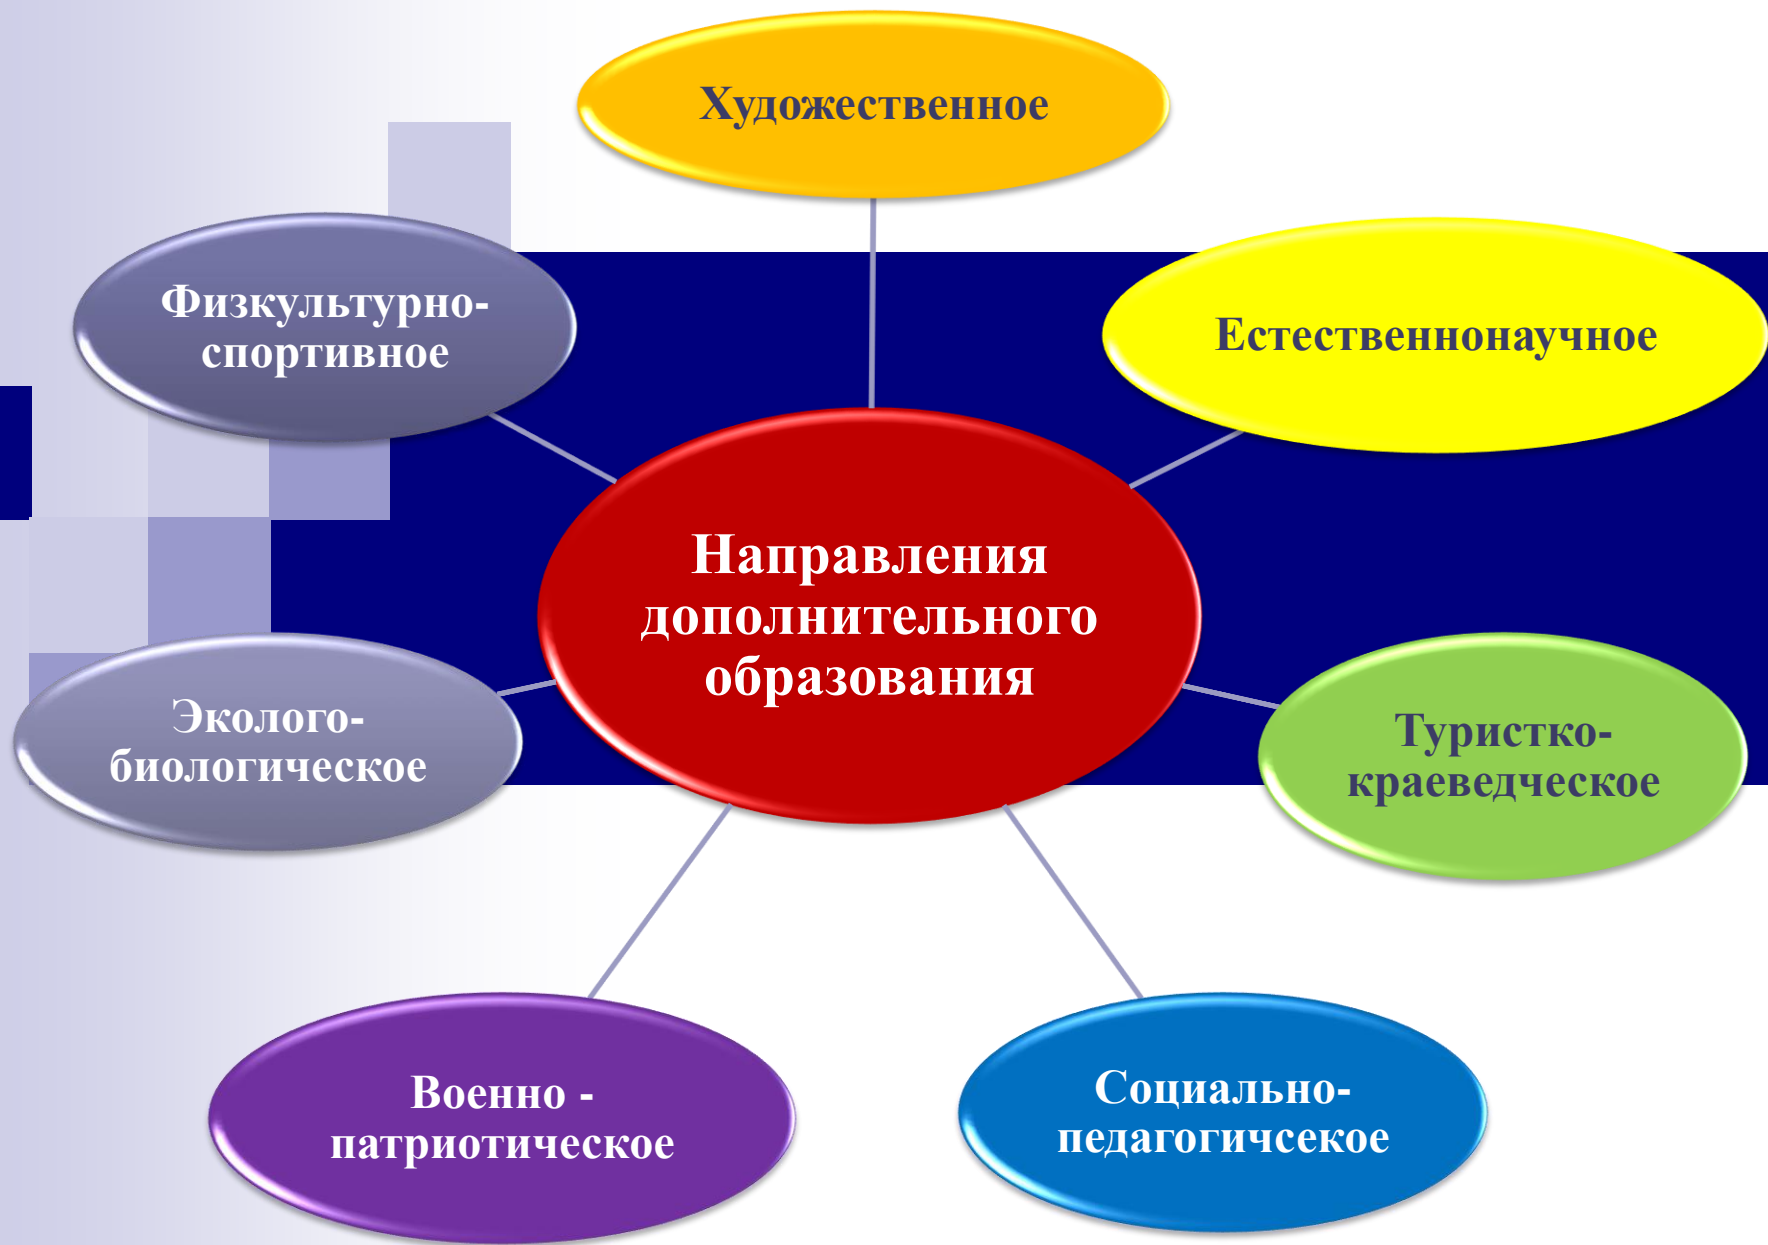 Художественное
Физкультурно-
спортивное
Естественнонаучное
Направления
дополнительного
образования
Эколого-
биологическое
Туристко-
краеведческое
Военно -
патриотическое
Социально-
педагогичсекое